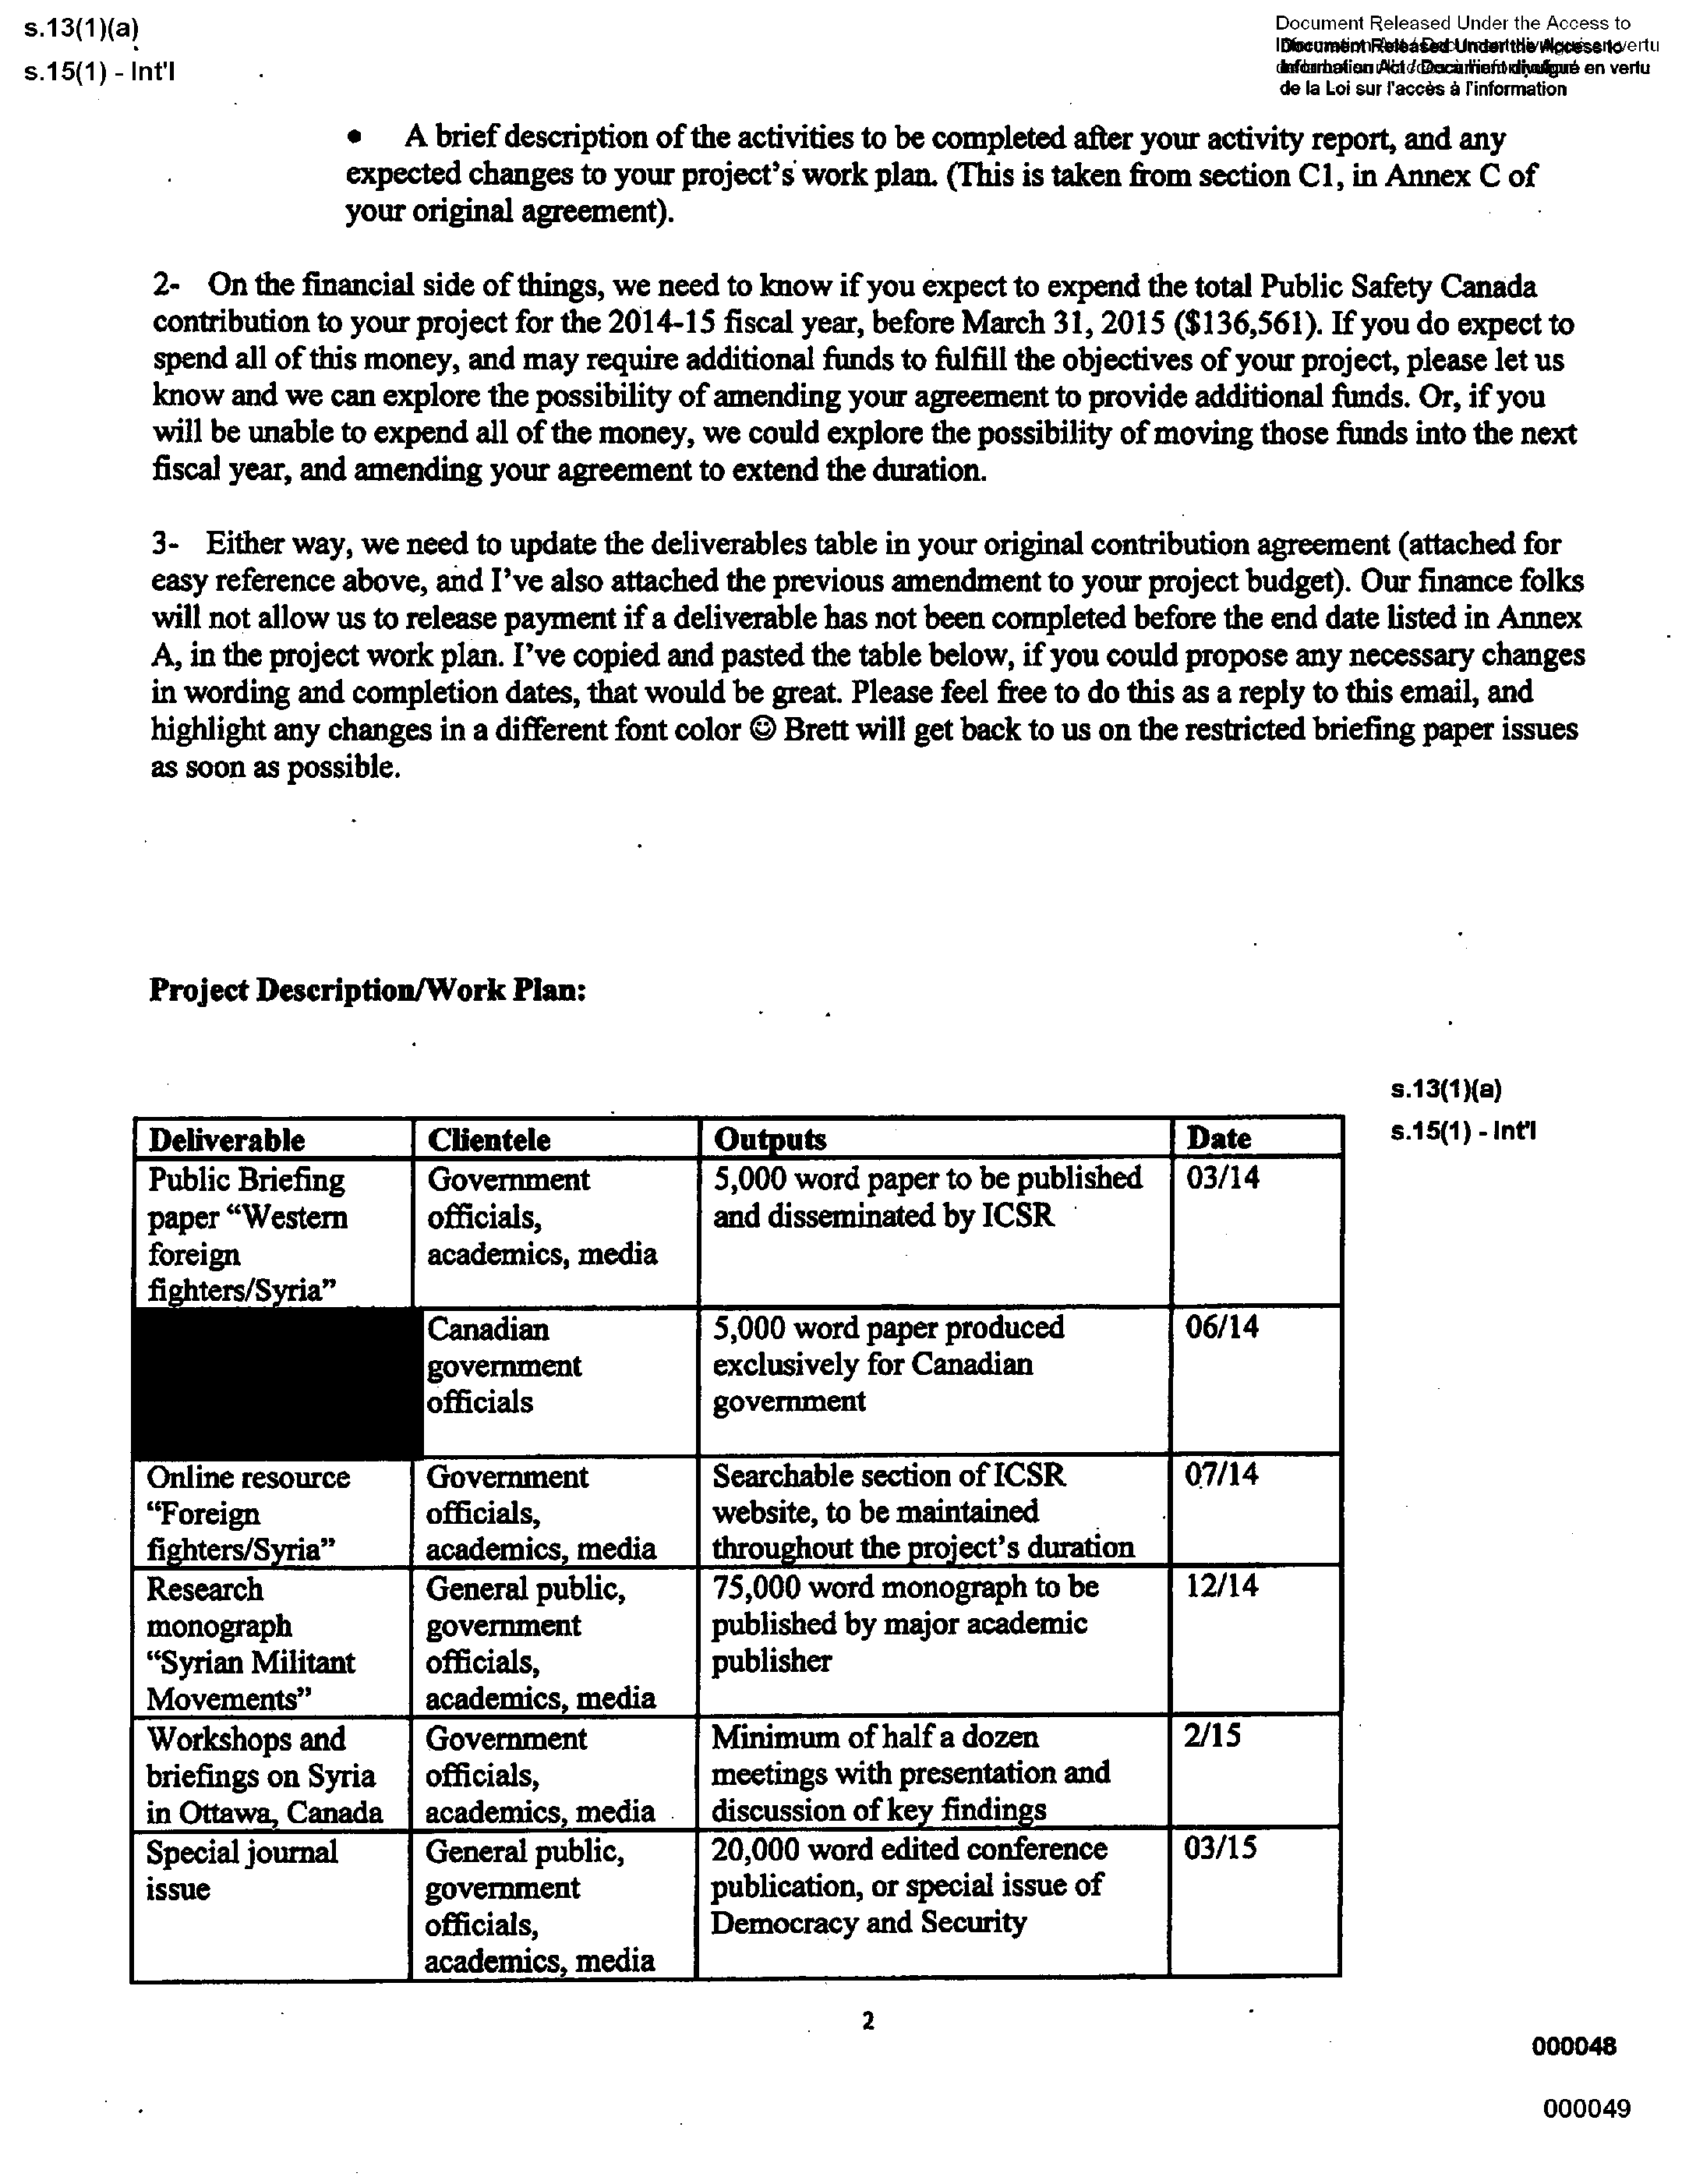 s.13(1)(a)
s.15(1) - Int'l
Document Released Under the Access to
Document Released Under the Access to
Information Act / Document divulgué en vertu
de la Loi sur l'accès à l'information
• A brief description of the activities to be completed after your activity report, and any
expected changes to your project's work plan. (This is taken from section C1, in Annex C of
your original agreement).
2- On the financial side of things, we need to know if you expect to expend the total Public Safety Canada
contribution to your project for the 2014-15 fiscal year, before March 31, 2015 ($136,561). If you do expect to
spend all of this money, and may require additional funds to fulfill the objectives of your project, please let us
know and we can explore the possibility of amending your agreement to provide additional funds. Or, if you
will be unable to expend all of the money, we could explore the possibility of moving those funds into the next
fiscal year, and amending your agreement to extend the duration.
3- Either way, we need to update the deliverables table in your original contribution agreement (attached for
easy reference above, and I've also attached the previous amendment to your project budget). Our finance folks
will not allow us to release payment if a deliverable has not been completed before the end date listed in Annex
A, in the project work plan. I've copied and pasted the table below, if you could propose any necessary changes
in wording and completion dates, that would be great. Please feel free to do this as a reply to this email, and
highlight any changes in a different font color ☺ Brett will get back to us on the restricted briefing paper issues
as soon as possible.
Project Description/Work Plan:
s.13(1)(a)
s.15(1) - Int'l
Deliverable Clientele Outputs Date
Public Briefing Government 5,000 word paper to be published 03/14
paper “Western officials, and disseminated by ICSR
foreign academics, media
fighters/Syria”
Canadian 5,000 word paper produced 06/14
government exclusively for Canadian
officials government
Online resource Government Searchable section of ICSR 07/14
“Foreign officials, website, to be maintained
fighters/Syria” academics, media throughout the project's duration
Research General public, 75,000 word monograph to be 12/14
monograph government published by major academic
“Syrian Militant officials, publisher
Movements” academics, media
Workshops and Government Minimum of half a dozen 2/15
briefings on Syria officials, meetings with presentation and
in Ottawa, Canada academics, media discussion of key findings
Special journal General public, 20,000 word edited conference 03/15
issue government publication, or special issue of
officials, Democracy and Security
academics, media
2
000048
000049